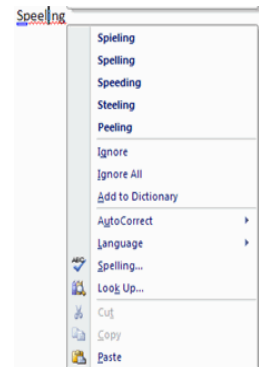 Speeling
Spieling
Spelling
Speeding
Steeling
Peeling
Ignore
Ignore All
Add to Dictionary
AutoCorrect
Language
ABC
Spelling...
Look Up...
Cut
Copy
Paste